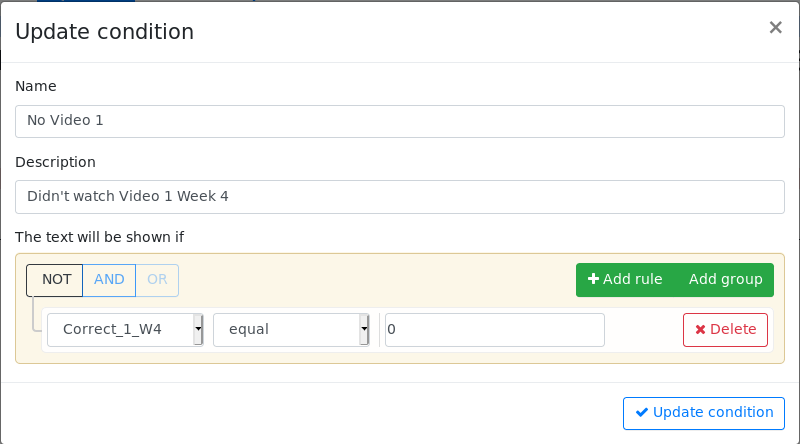 Update condition ×
Name
No Video 1
Description
Didn't watch Video 1 Week 4
The text will be shown if
NOT AND OR Add rule Add group
Correct_1_W4 equal 0 Delete
Update condition